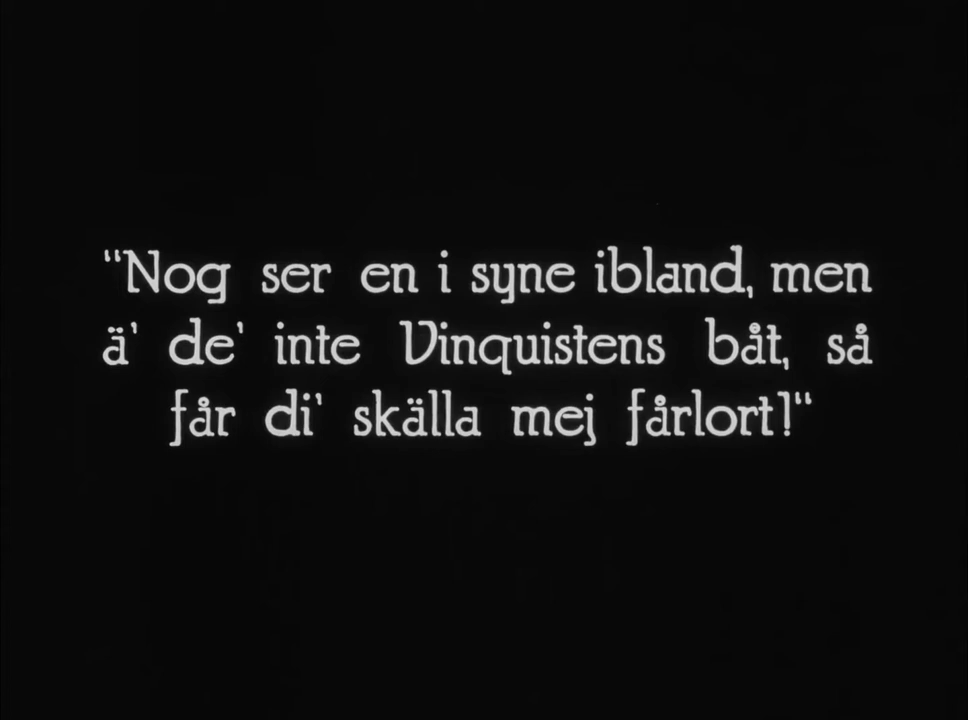 "Nog ser en i syne ibland, men
ä' de' inte Vinquistens båt, så
får di' skälla mej fårlort!"